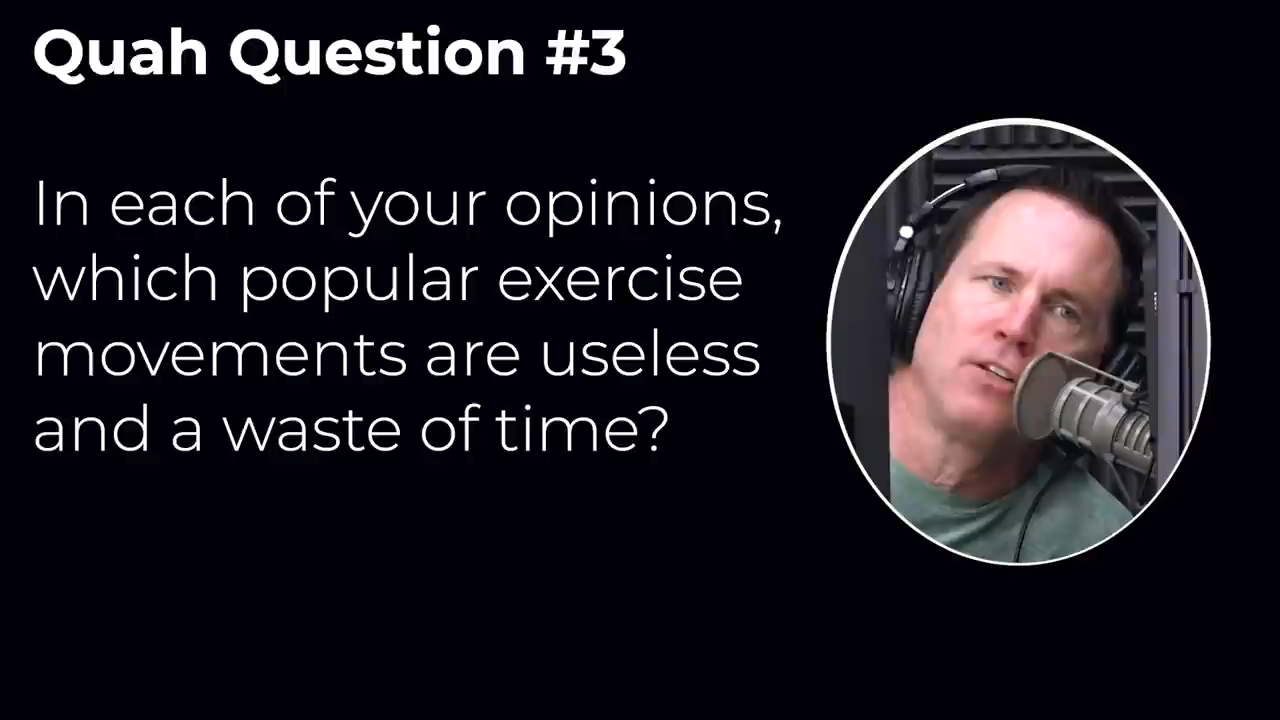 Quah Question #3
In each of your opinions,
which popular exercise
movements are useless
and a waste of time?